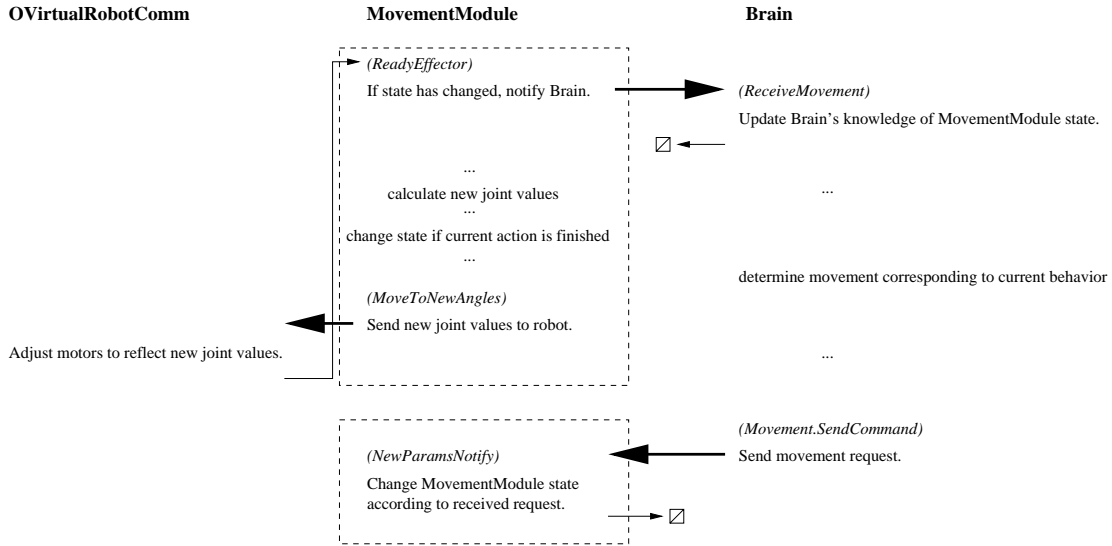 OVirtualRobotComm
MovementModule
Brain
(ReadyEffector)
If state has changed, notify Brain.
(ReceiveMovement)
Update Brain’s knowledge of MovementModule state.
...
...
calculate new joint values
...
change state if current action is finished
...
determine movement corresponding to current behavior
(MoveToNewAngles)
Send new joint values to robot.
Adjust motors to reflect new joint values.
...
(Movement.SendCommand)
Send movement request.
(NewParamsNotify)
Change MovementModule state
according to received request.